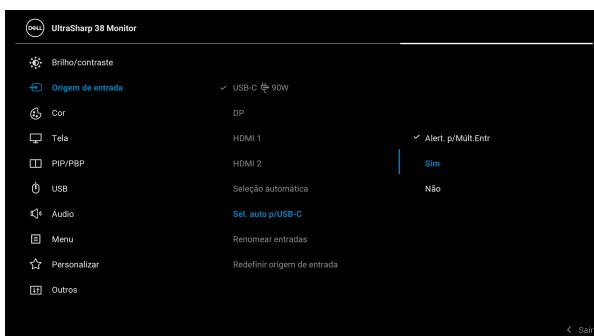 DELL UltraSharp 38 Monitor
Brilho/contraste
Origem de entrada
Cor
Tela
PIP/PBP
USB
Áudio
Menu
Personalizar
Outros
USB-C 90W
DP
HDMI 1
HDMI 2
Seleção automática
Sel. auto p/USB-C
Renomear entradas
Redefinir origem de entrada
Alert. p/Múlt.Entr
Sim
Não
Sair